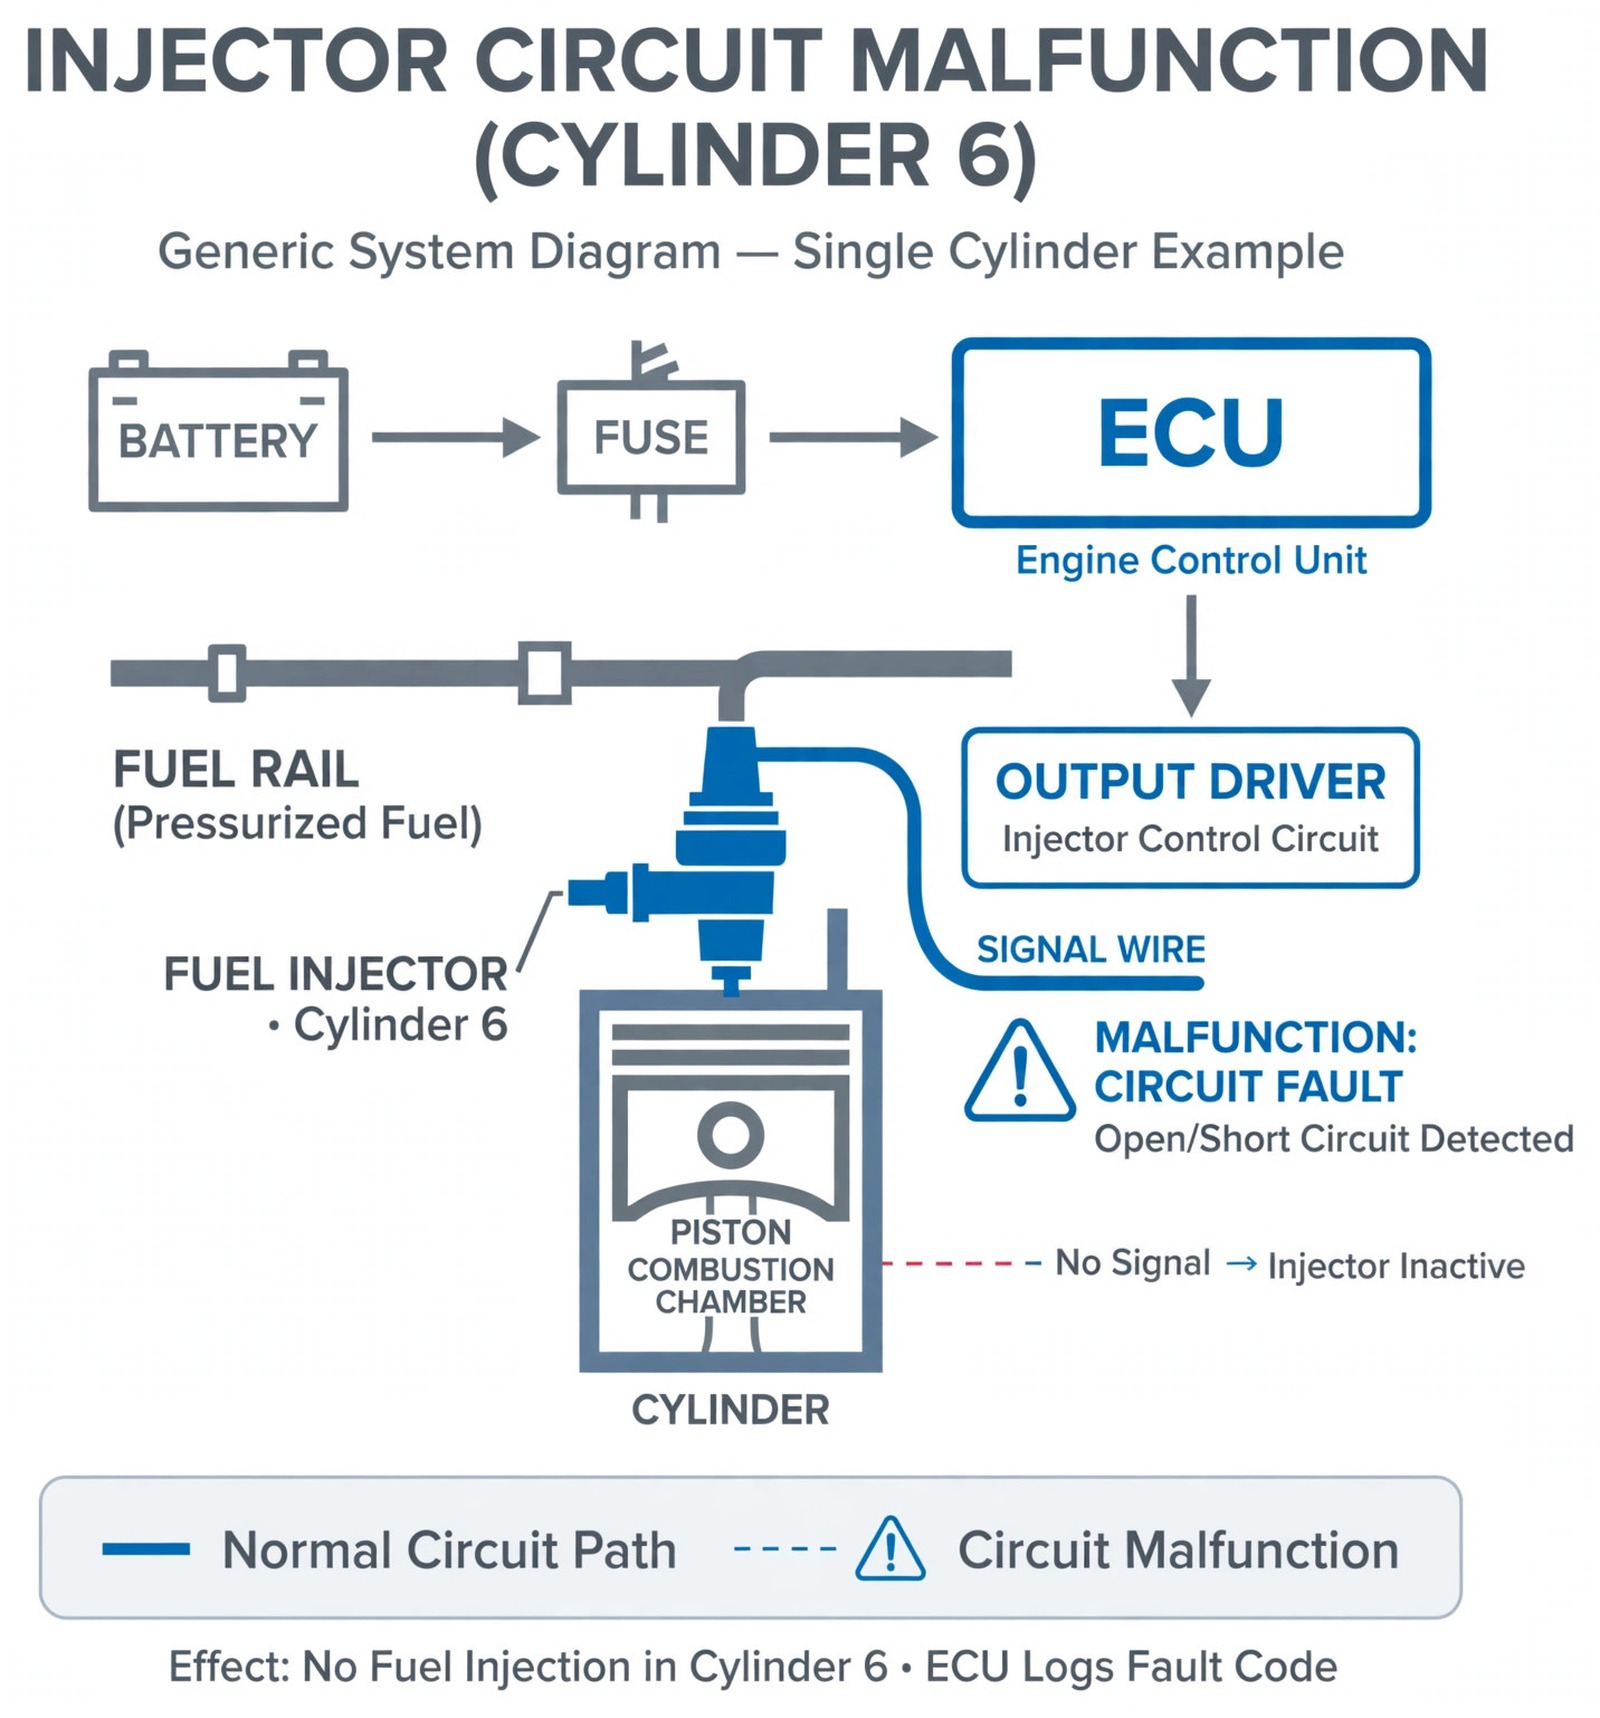 INJECTOR CIRCUIT MALFUNCTION
(CYLINDER 6)
Generic System Diagram — Single Cylinder Example
BATTERY
FUSE
ECU
Engine Control Unit
FUEL RAIL
(Pressurized Fuel)
OUTPUT DRIVER
Injector Control Circuit
FUEL INJECTOR
• Cylinder 6
SIGNAL WIRE
MALFUNCTION:
CIRCUIT FAULT
Open/Short Circuit Detected
PISTON
COMBUSTION
CHAMBER
No Signal → Injector Inactive
CYLINDER
Normal Circuit Path
Circuit Malfunction
Effect: No Fuel Injection in Cylinder 6 • ECU Logs Fault Code